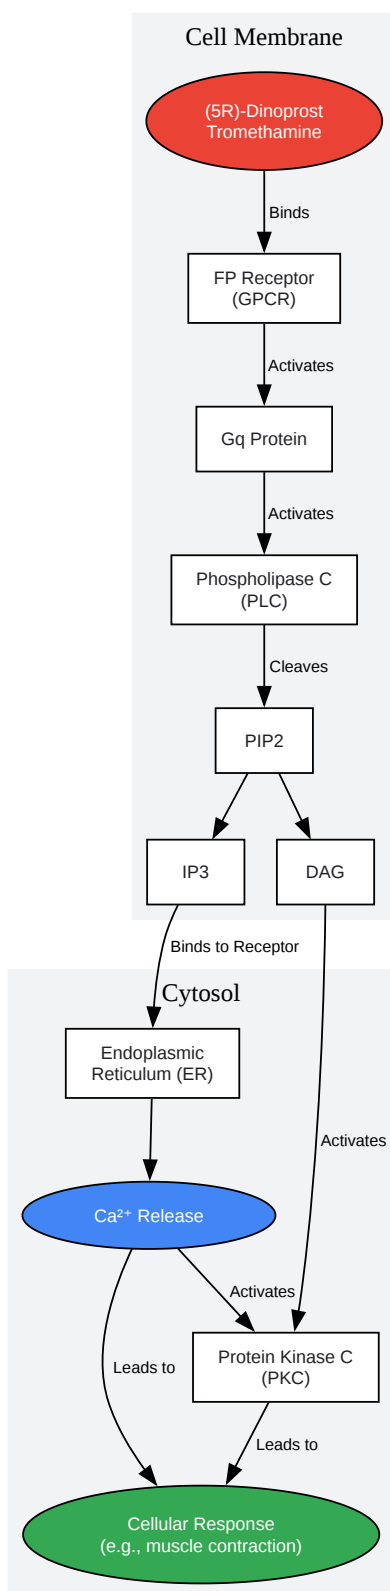 Cell Membrane
(5R)-Dinoprost
Tromethamine
Binds
FP Receptor
(GPCR)
Activates
Gq Protein
Activates
Phospholipase C
(PLC)
Cleaves
PIP2
IP3
DAG
Binds to Receptor
Cytosol
Endoplasmic
Reticulum (ER)
Activates
Ca²⁺ Release
Activates
Protein Kinase C
(PKC)
Leads to
Leads to
Cellular Response
(e.g., muscle contraction)